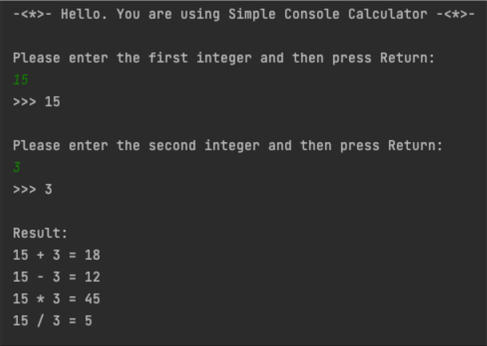 -<*>- Hello. You are using Simple Console Calculator -<*>-
Please enter the first integer and then press Return:
15
>>> 15
Please enter the second integer and then press Return:
3
>>> 3
Result:
15 + 3 = 18
15 - 3 = 12
15 * 3 = 45
15 / 3 = 5